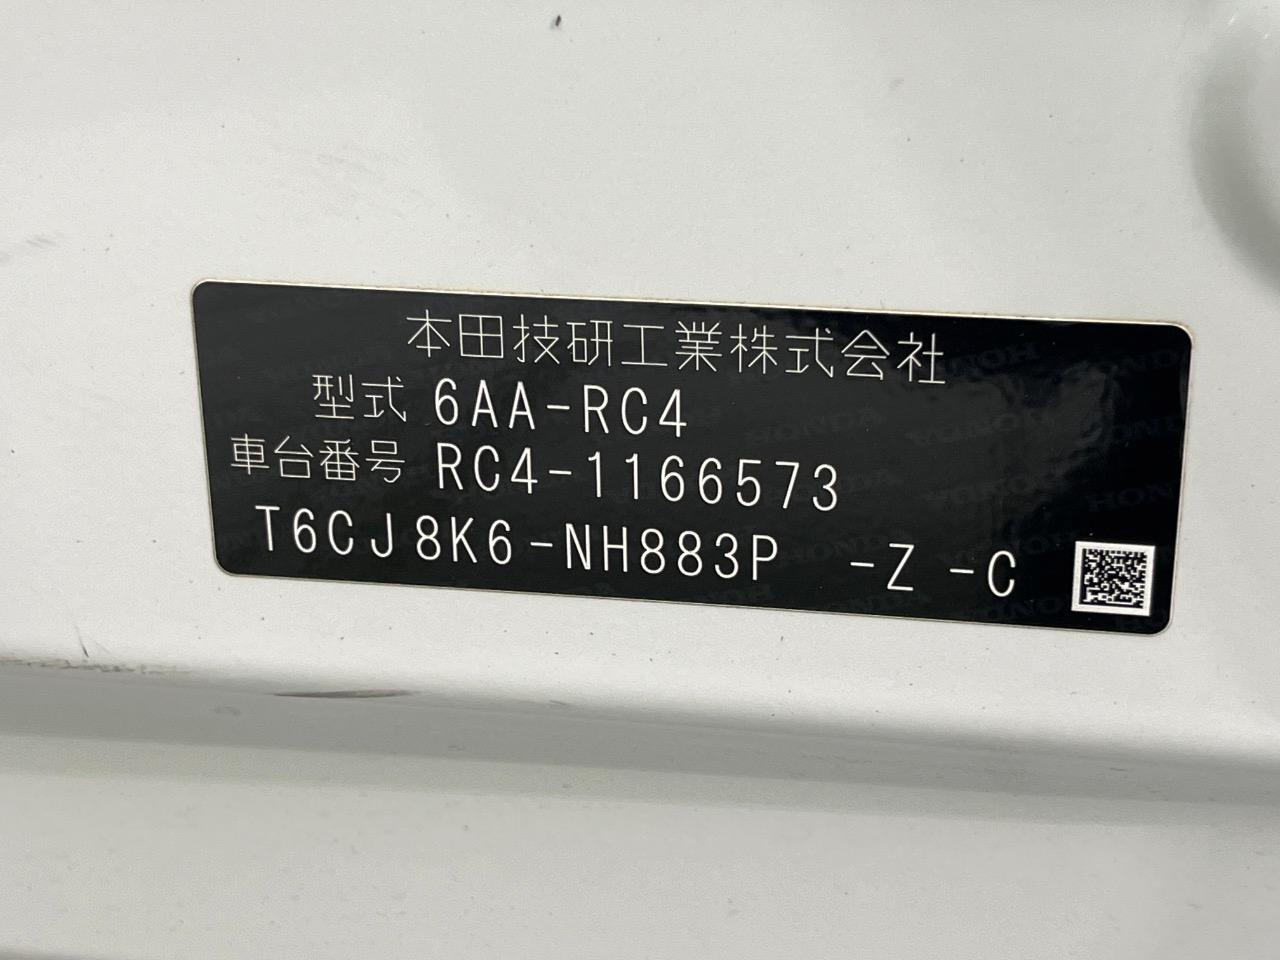 本田技研工業株式会社
型式 6AA-RC4
車台番号 RC4-1166573
T6CJ8K6-NH883P -Z -C